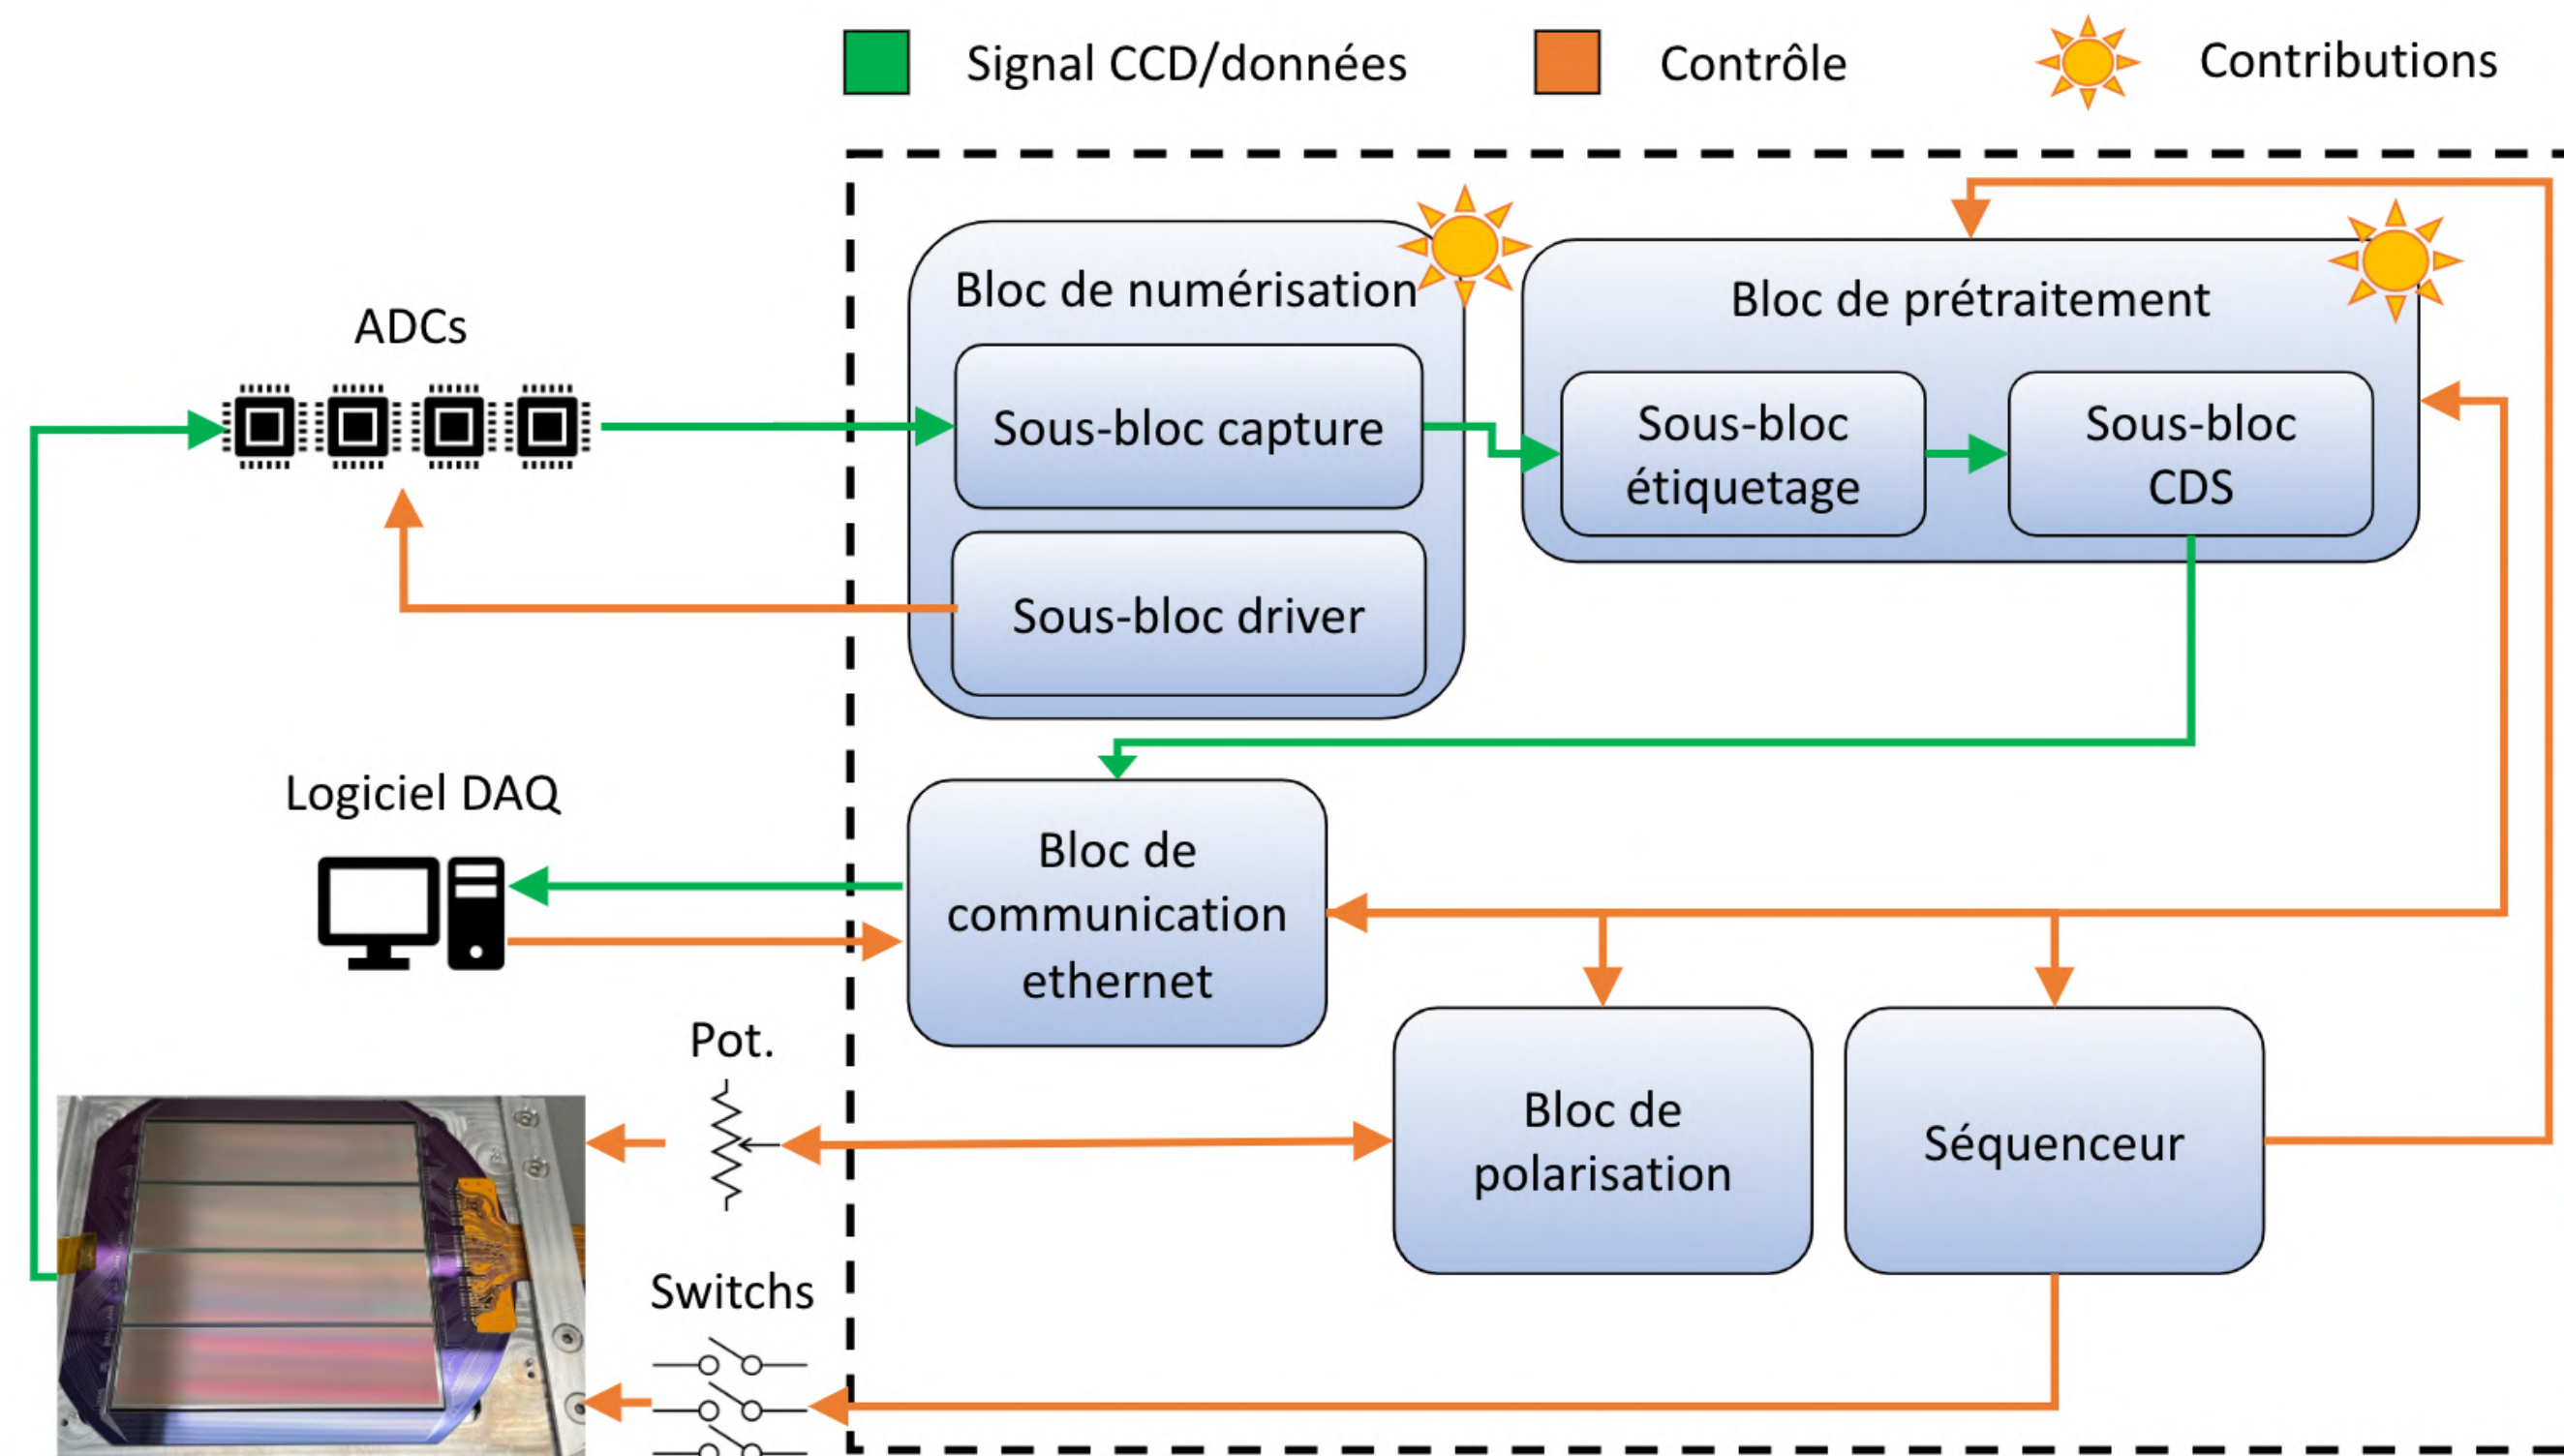 Signal CCD/données
Contrôle
Contributions
ADCs
Bloc de numérisation
Sous-bloc capture
Sous-bloc driver
Bloc de prétraitement
Sous-bloc
étiquetage
Sous-bloc
CDS
Logiciel DAQ
Bloc de
communication
ethernet
Pot.
Bloc de
polarisation
Séquenceur
Switchs